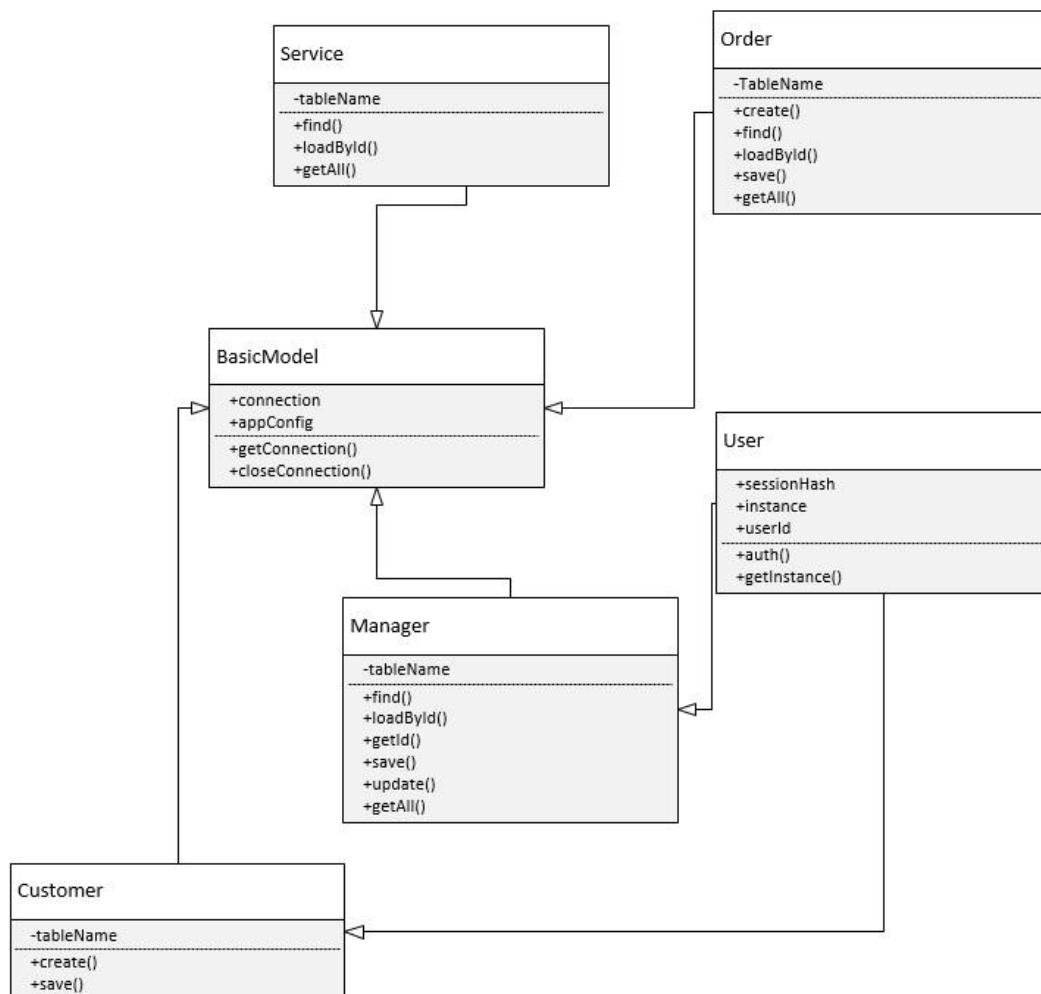 Service
-tableName
+find()
+loadById()
+getAll()
Order
-TableName
+create()
+find()
+loadById()
+save()
+getAll()
BasicModel
+connection
+appConfig
+getConnection()
+closeConnection()
User
+sessionHash
+instance
+userId
+auth()
+getInstance()
Manager
-tableName
+find()
+loadById()
+getId()
+save()
+update()
+getAll()
Customer
-tableName
+create()
+save()